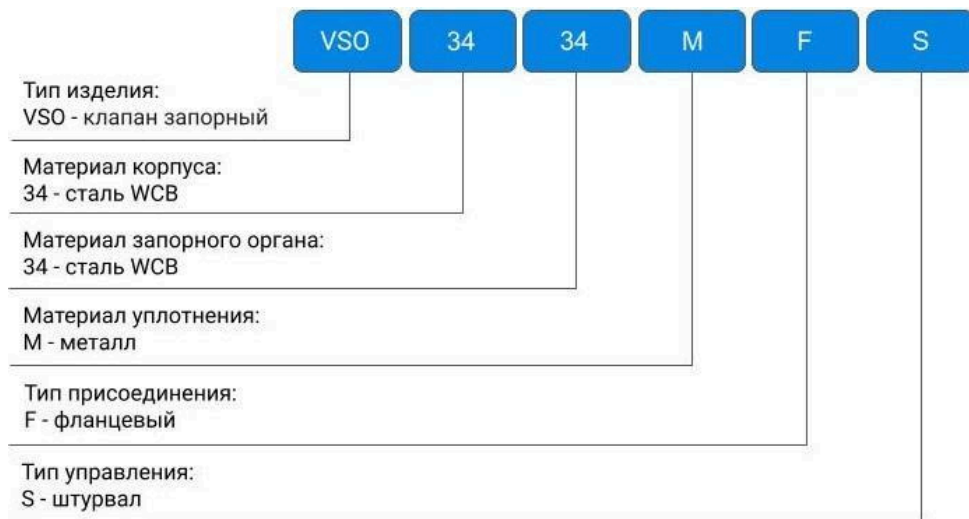 VSO 34 34 M F S
Тип изделия:
VSO - клапан запорный
Материал корпуса:
34 - сталь WCB
Материал запорного органа:
34 - сталь WCB
Материал уплотнения:
М - металл
Тип присоединения:
F - фланцевый
Тип управления:
S - штурвал